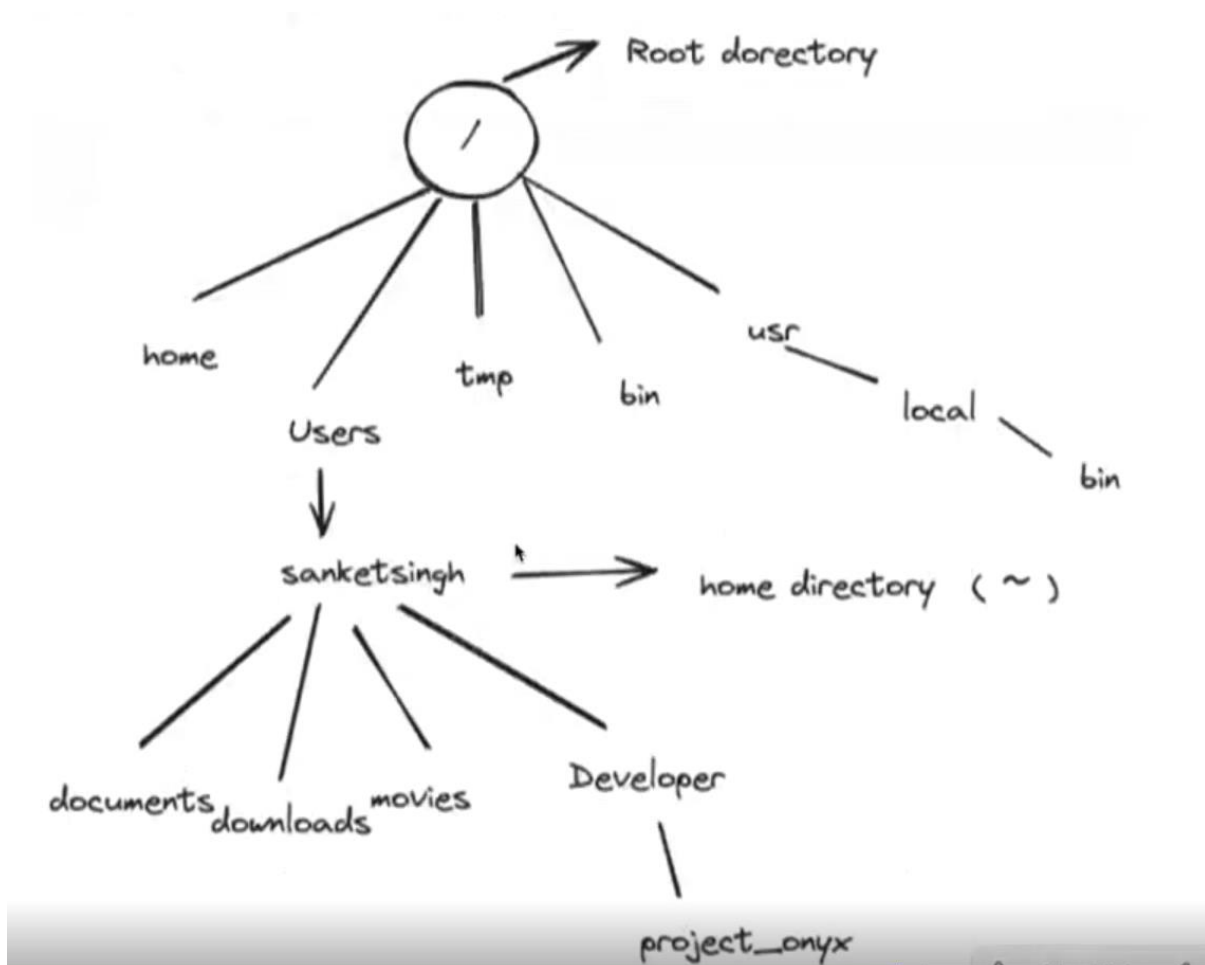 Root dorectory
/
home
Users
tmp
bin
usr
local
bin
sanketsingh
home directory (~)
documents
downloads
movies
Developer
project_onyx